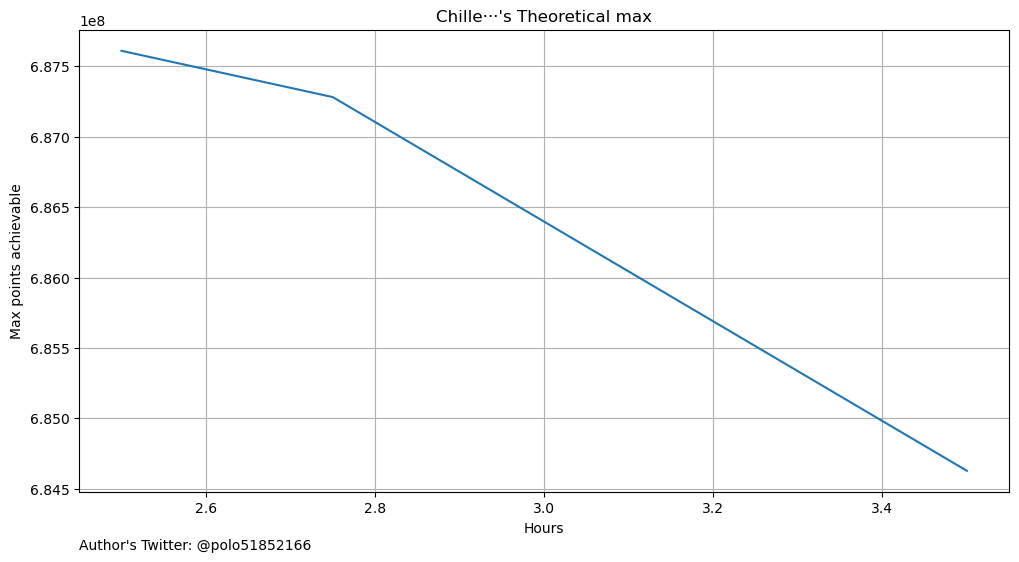 Chille···'s Theoretical max
1e8
6.875
6.870
6.865
6.860
6.855
6.850
6.845
Max points achievable
2.6 2.8 3.0 3.2 3.4
Hours
Author's Twitter: @polo51852166